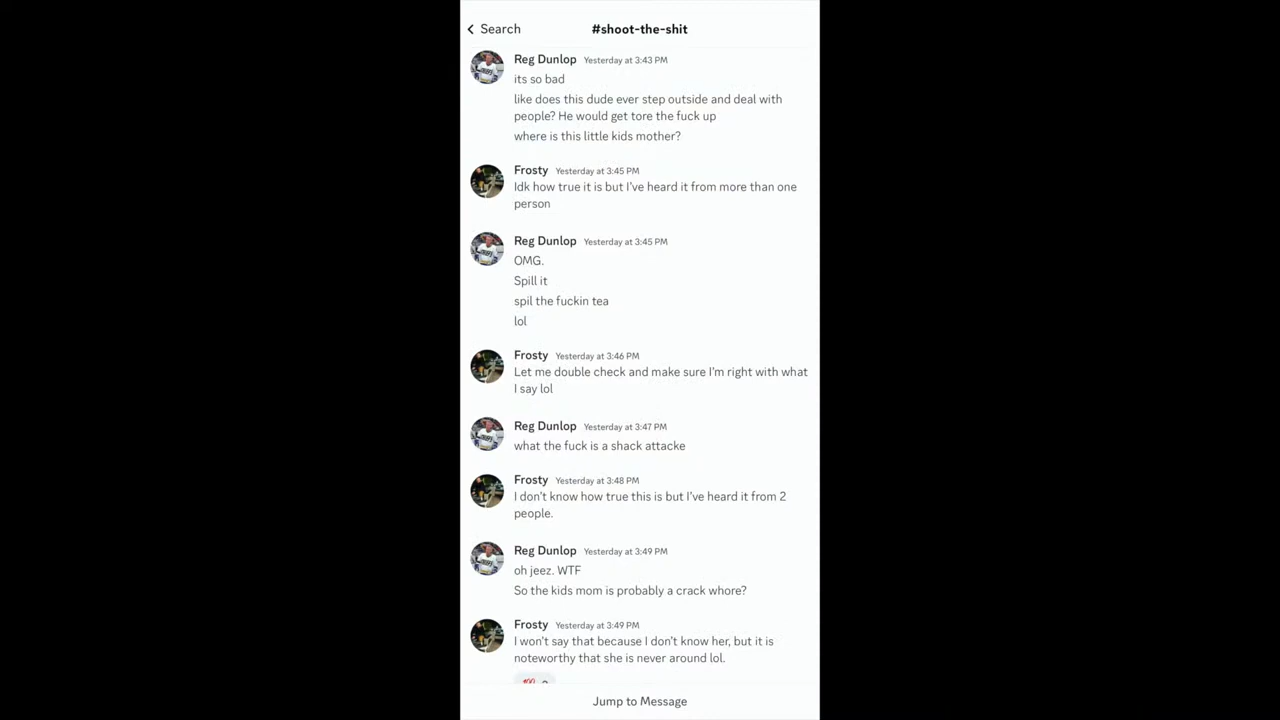 Search
#shoot-the-shit
Reg Dunlop Yesterday at 3:43 PM
its so bad
like does this dude ever step outside and deal with
people? He would get tore the fuck up
where is this little kids mother?
Frosty Yesterday at 3:45 PM
Idk how true it is but I've heard it from more than one
person
Reg Dunlop Yesterday at 3:45 PM
OMG.
Spill it
spil the fuckin tea
lol
Frosty Yesterday at 3:46 PM
Let me double check and make sure I'm right with what
I say lol
Reg Dunlop Yesterday at 3:47 PM
what the fuck is a shack attacke
Frosty Yesterday at 3:48 PM
I don't know how true this is but I've heard it from 2
people.
Reg Dunlop Yesterday at 3:49 PM
oh jeez. WTF
So the kids mom is probably a crack whore?
Frosty Yesterday at 3:49 PM
I won't say that because I don't know her, but it is
noteworthy that she is never around lol.
Jump to Message